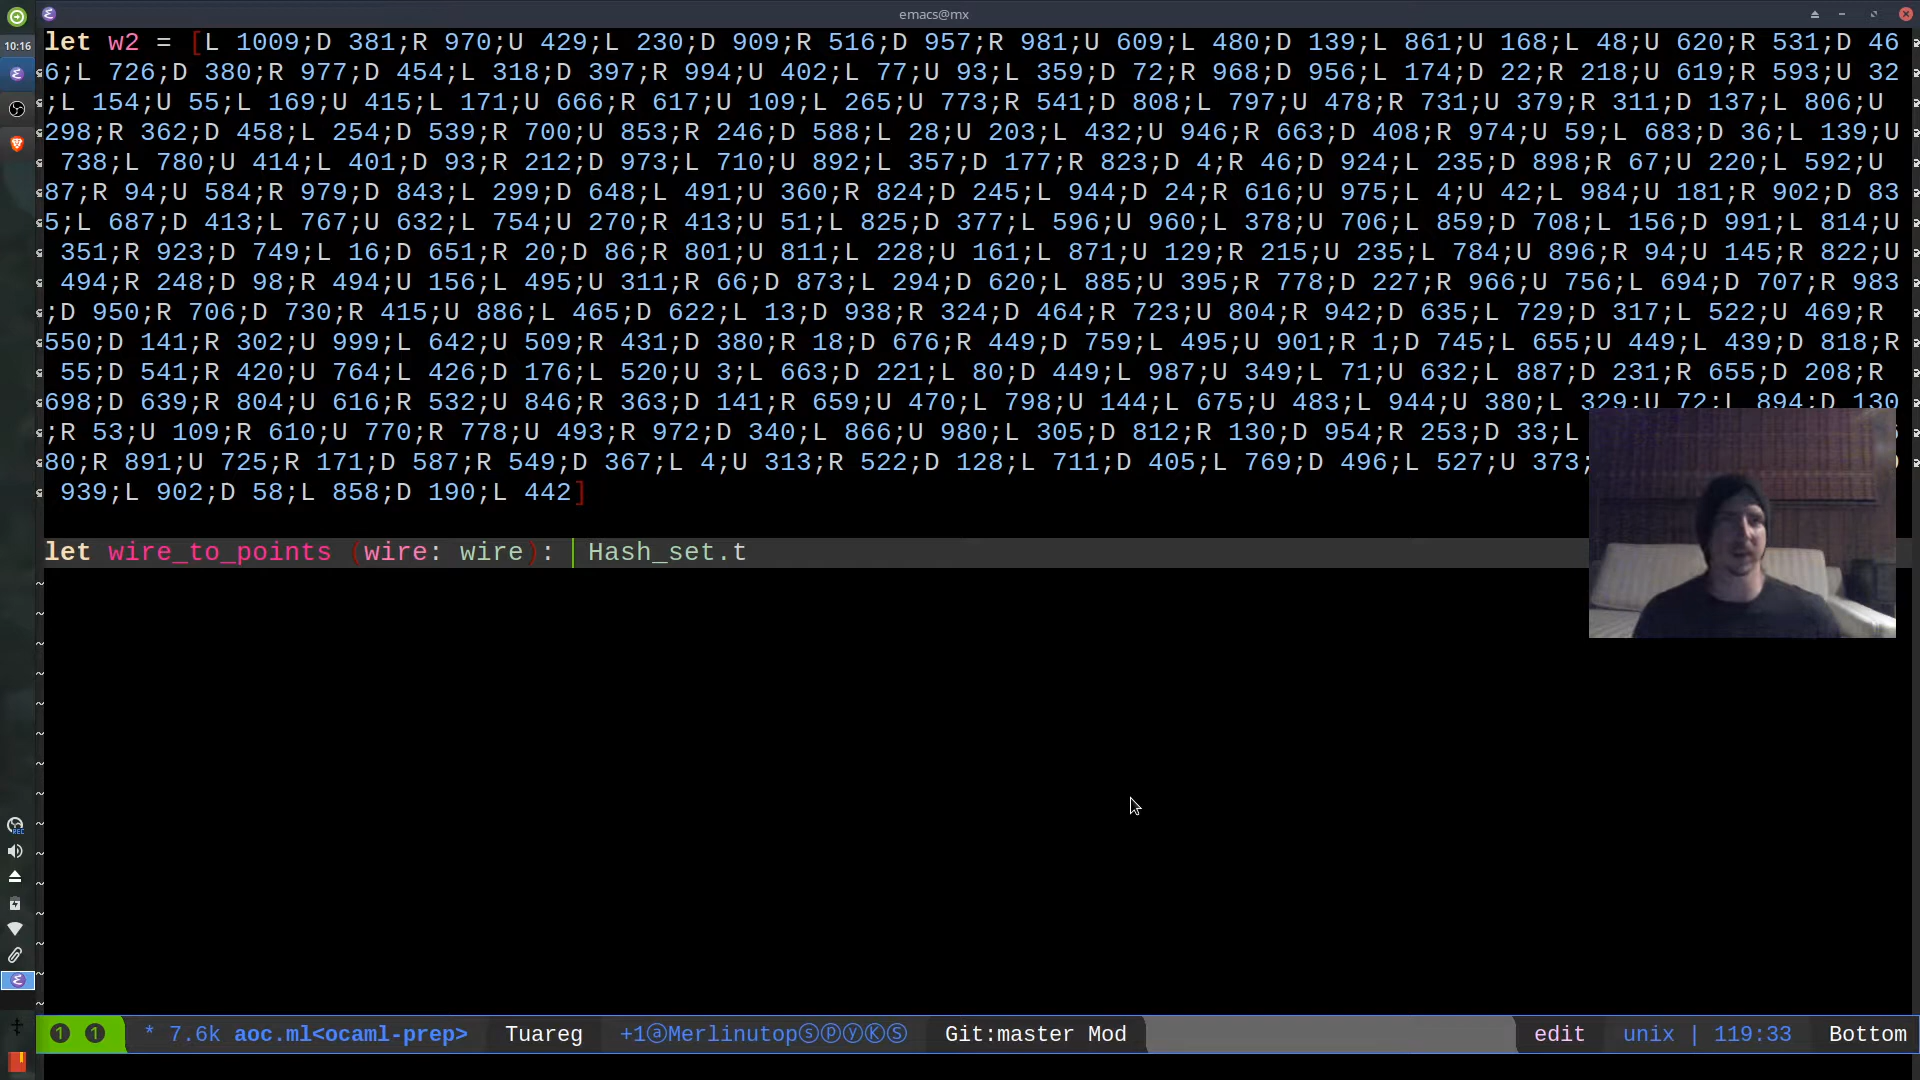 emacs@mx
10:16
let w2 = [L 1009;D 381;R 970;U 429;L 230;D 909;R 516;D 957;R 981;U 609;L 480;D 139;L 861;U 168;L 48;U 620;R 531;D 46
6;L 726;D 380;R 977;D 454;L 318;D 397;R 994;U 402;L 77;U 93;L 359;D 72;R 968;D 956;L 174;D 22;R 218;U 619;R 593;U 32
;L 154;U 55;L 169;U 415;L 171;U 666;R 617;U 109;L 265;U 773;R 541;D 808;L 797;U 478;R 731;U 379;R 311;D 137;L 806;U
298;R 362;D 458;L 254;D 539;R 700;U 853;R 246;D 588;L 28;U 203;L 432;U 946;R 663;D 408;R 974;U 59;L 683;D 36;L 139;U
738;L 780;U 414;L 401;D 93;R 212;D 973;L 710;U 892;L 357;D 177;R 823;D 4;R 46;D 924;L 235;D 898;R 67;U 220;L 592;U
87;R 94;U 584;R 979;D 843;L 299;D 648;L 491;U 360;R 824;D 245;L 944;D 24;R 616;U 975;L 4;U 42;L 984;U 181;R 902;D 83
5;L 687;D 413;L 767;U 632;L 754;U 270;R 413;U 51;L 825;D 377;L 596;U 960;L 378;U 706;L 859;D 708;L 156;D 991;L 814;U
351;R 923;D 749;L 16;D 651;R 20;D 86;R 801;U 811;L 228;U 161;L 871;U 129;R 215;U 235;L 784;U 896;R 94;U 145;R 822;U
494;R 248;D 98;R 494;U 156;L 495;U 311;R 66;D 873;L 294;D 620;L 885;U 395;R 778;D 227;R 966;U 756;L 694;D 707;R 983
;D 950;R 706;D 730;R 415;U 886;L 465;D 622;L 13;D 938;R 324;D 464;R 723;U 804;R 942;D 635;L 729;D 317;L 522;U 469;R
550;D 141;R 302;U 999;L 642;U 509;R 431;D 380;R 18;D 676;R 449;D 759;L 495;U 901;R 1;D 745;L 655;U 449;L 439;D 818;R
55;D 541;R 420;U 764;L 426;D 176;L 520;U 3;L 663;D 221;L 80;D 449;L 987;U 349;L 71;U 632;L 887;D 231;R 655;D 208;R
698;D 639;R 804;U 616;R 532;U 846;R 363;D 141;R 659;U 470;L 798;U 144;L 675;U 483;L 944;U 380;L 329;U 72;L 894;D 130
;R 53;U 109;R 610;U 770;R 778;U 493;R 972;D 340;L 866;U 980;L 305;D 812;R 130;D 954;R 253;D 33;L
80;R 891;U 725;R 171;D 587;R 549;D 367;L 4;U 313;R 522;D 128;L 711;D 405;L 769;D 496;L 527;U 373;
939;L 902;D 58;L 858;D 190;L 442]
let wire_to_points (wire: wire): Hash_set.t
1 1 * 7.6k aoc.ml<ocaml-prep> Tuareg +1ⓐMerlinutopⓢⓟⓨⓀⓈ Git:master Mod edit unix | 119:33 Bottom